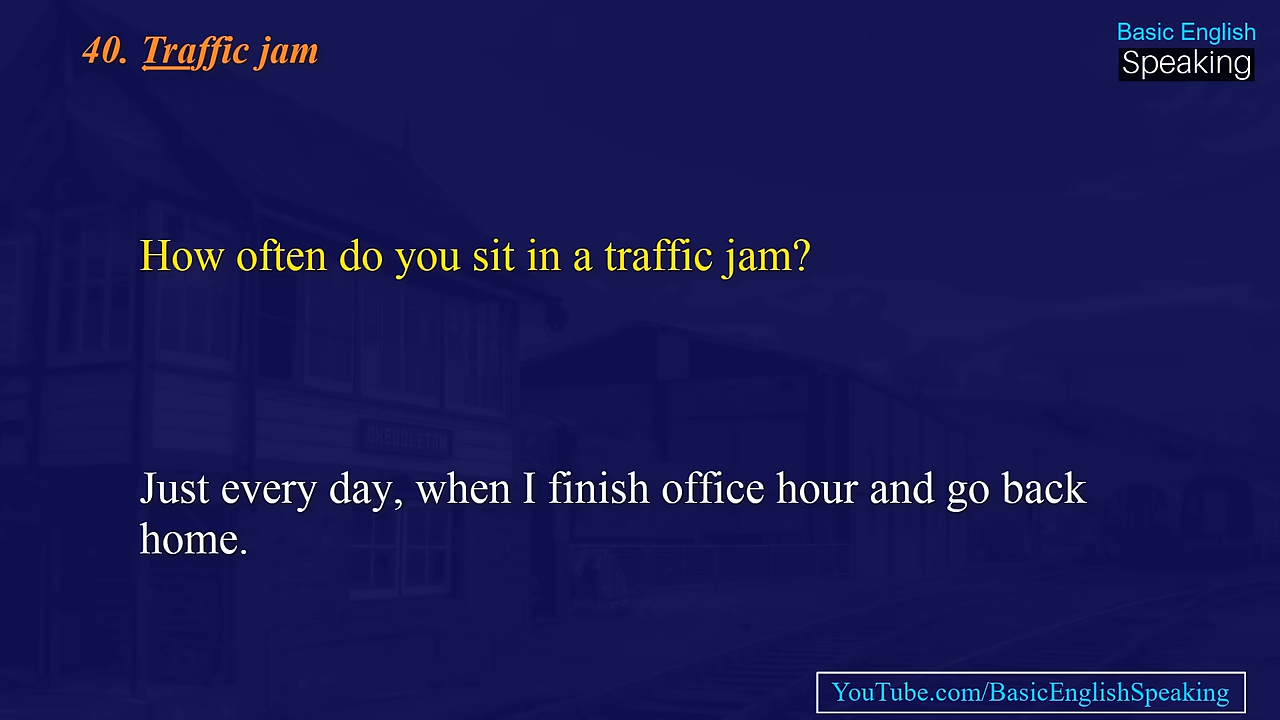 40. Traffic jam
Basic English
Speaking
How often do you sit in a traffic jam?
CHEDDLETON
Just every day, when I finish office hour and go back
home.
YouTube.com/BasicEnglishSpeaking